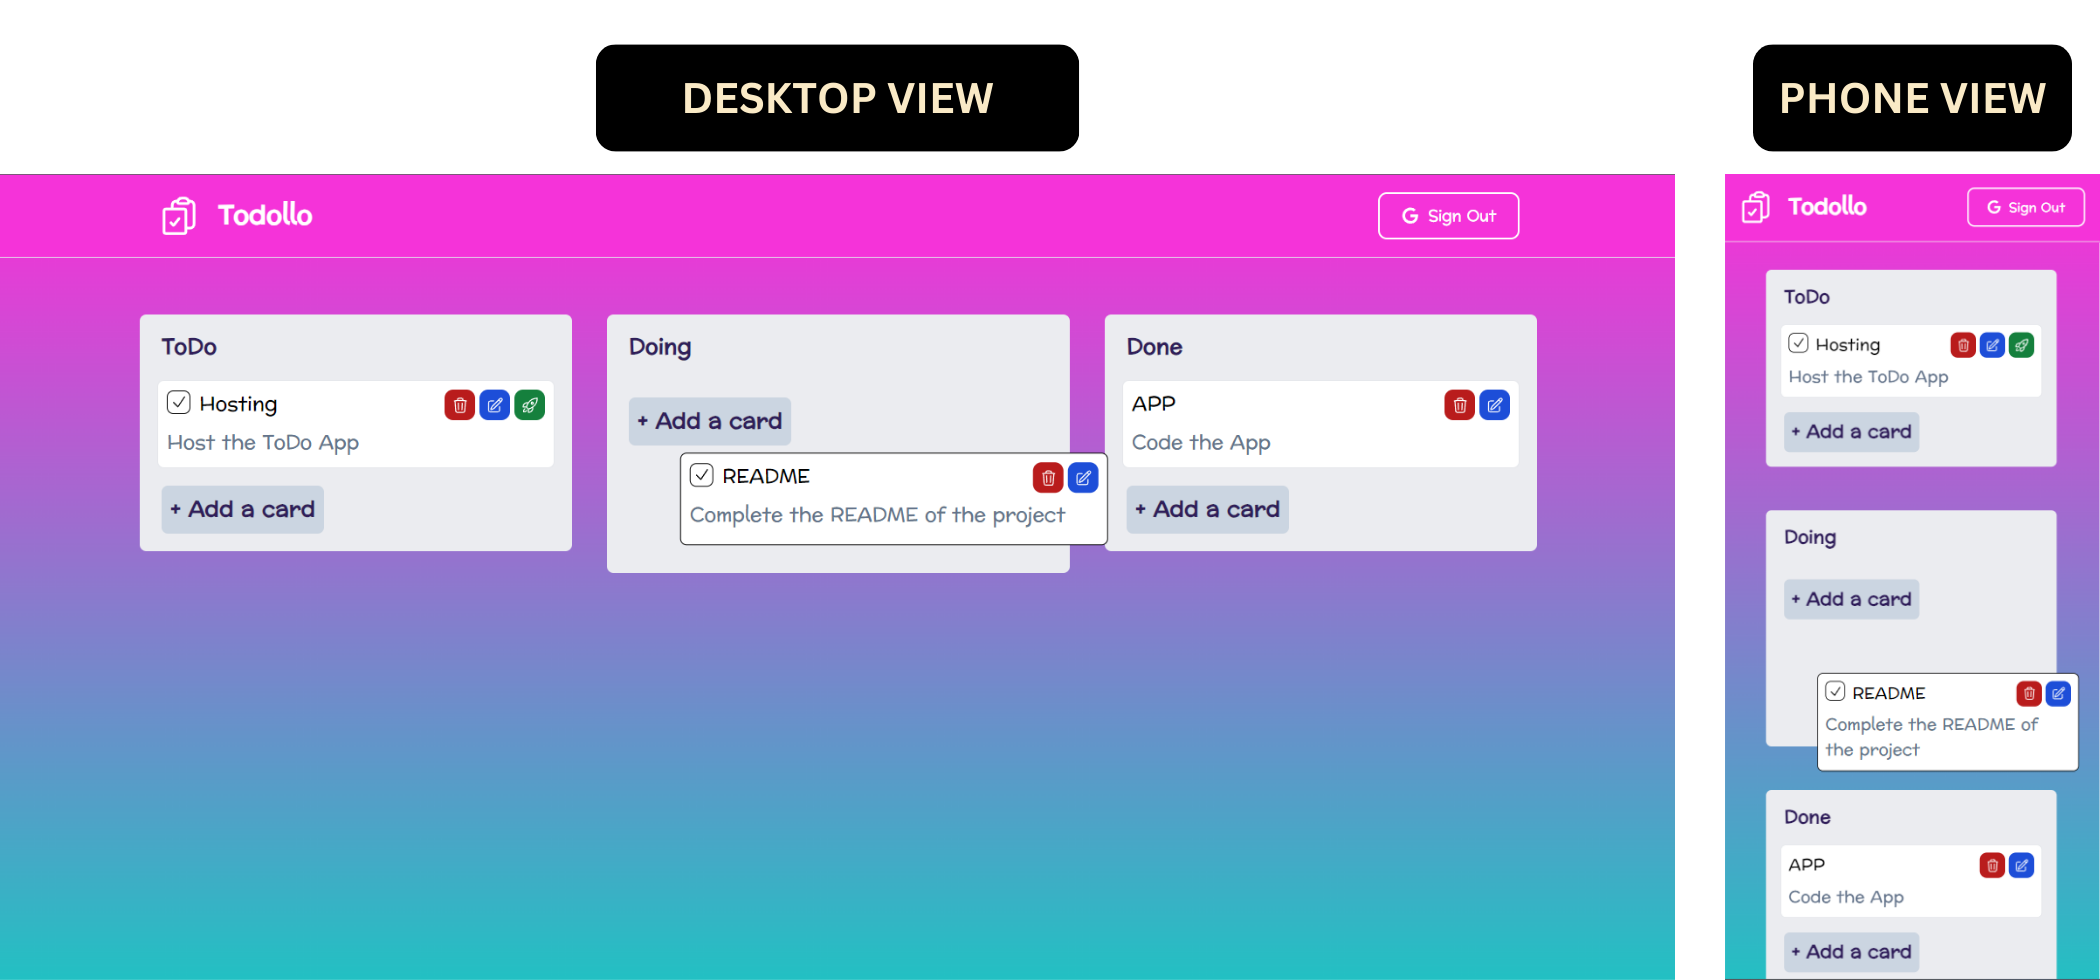 DESKTOP VIEW
Todollo
G Sign Out
ToDo
Hosting
Host the ToDo App
+ Add a card
Doing
+ Add a card
README
Complete the README of the project
Done
APP
Code the App
+ Add a card
PHONE VIEW
Todollo
G Sign Out
ToDo
Hosting
Host the ToDo App
+ Add a card
Doing
+ Add a card
README
Complete the README of
the project
Done
APP
Code the App
+ Add a card